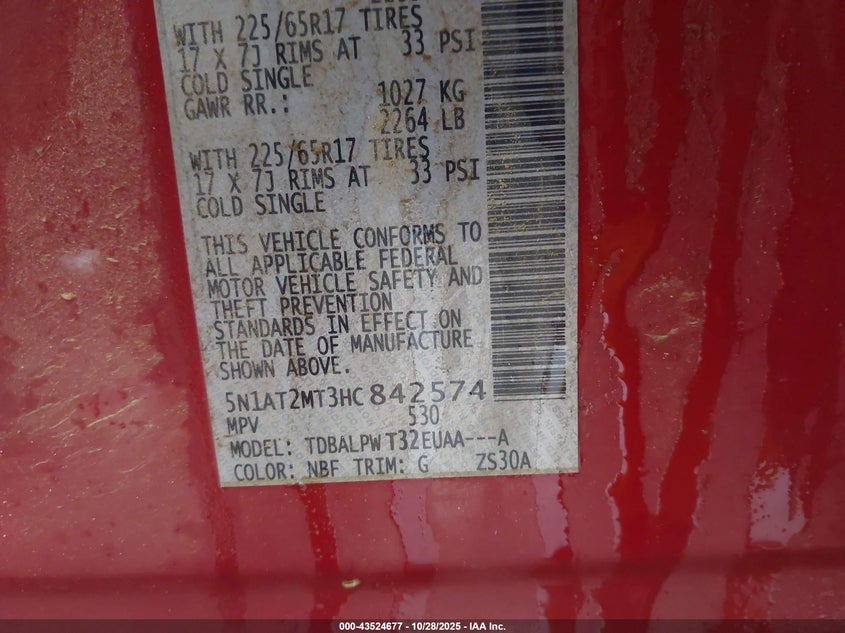 WITH 225/65R17 TIRES
17 X 7J RIMS AT 33 PSI
COLD SINGLE
GAWR RR.: 1027 KG
2264 LB
WITH 225/65R17 TIRES
17 X 7J RIMS AT 33 PSI
COLD SINGLE
THIS VEHICLE CONFORMS TO
ALL APPLICABLE FEDERAL
MOTOR VEHICLE SAFETY AND
THEFT PREVENTION
STANDARDS IN EFFECT ON
THE DATE OF MANUFACTURE
SHOWN ABOVE.
5N1AT2MT3HC842574
MPV 530
MODEL: TDBALPWT32EUAA---A
COLOR: NBF TRIM: G ZS30A
000-43524677 - 10/28/2025 - IAA Inc.